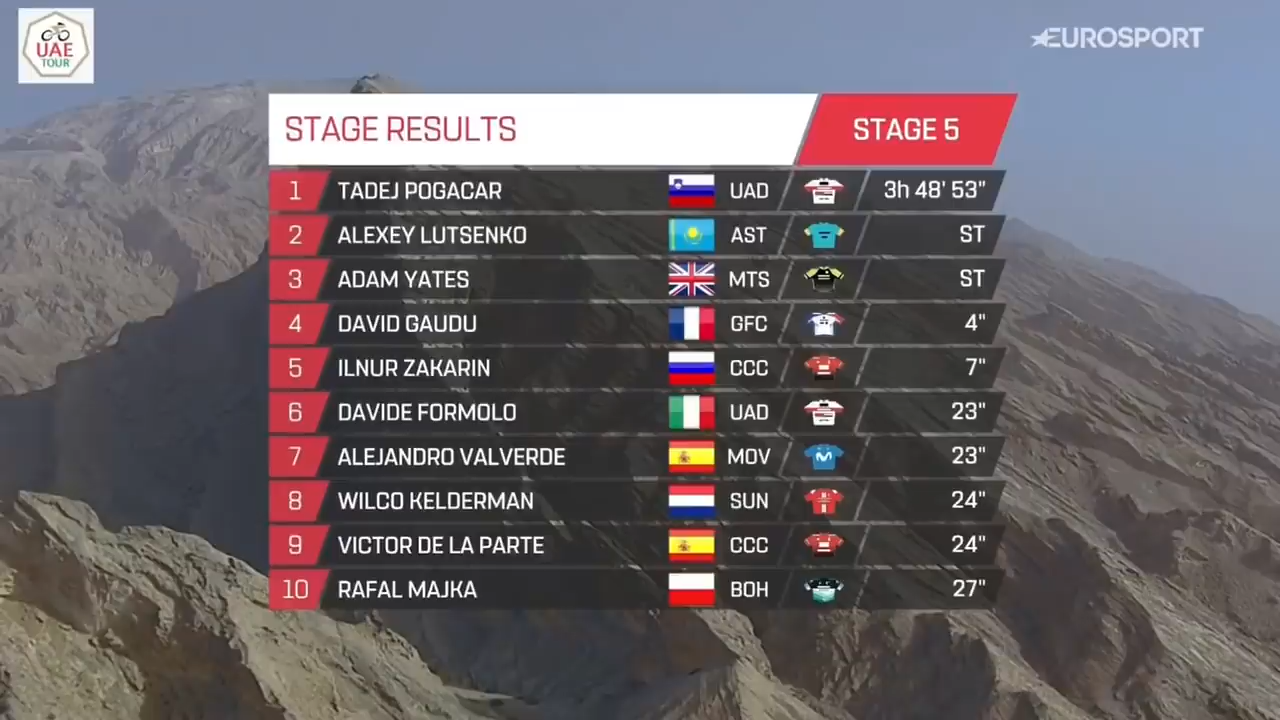 UAE
TOUR
EUROSPORT
STAGE RESULTS STAGE 5
1 TADEJ POGACAR UAD 3h 48' 53"
2 ALEXEY LUTSENKO AST ST
3 ADAM YATES MTS ST
4 DAVID GAUDU GFC 4"
5 ILNUR ZAKARIN CCC 7"
6 DAVIDE FORMOLO UAD 23"
7 ALEJANDRO VALVERDE MOV 23"
8 WILCO KELDERMAN SUN 24"
9 VICTOR DE LA PARTE CCC 24"
10 RAFAL MAJKA BOH 27"